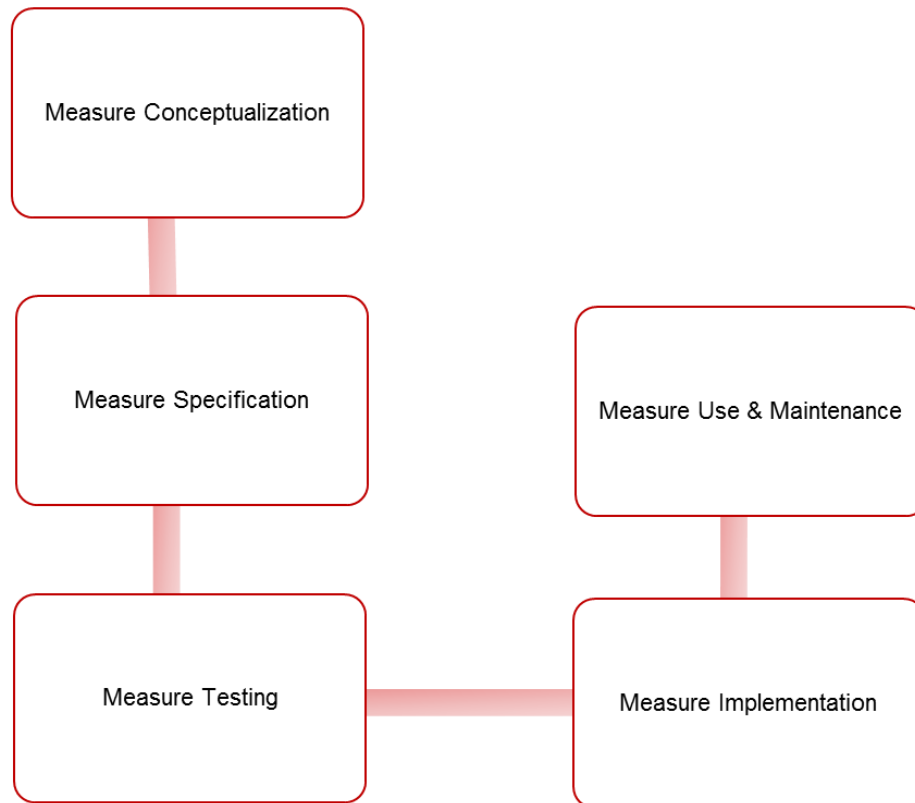 Measure Conceptualization
Measure Specification
Measure Testing
Measure Implementation
Measure Use & Maintenance